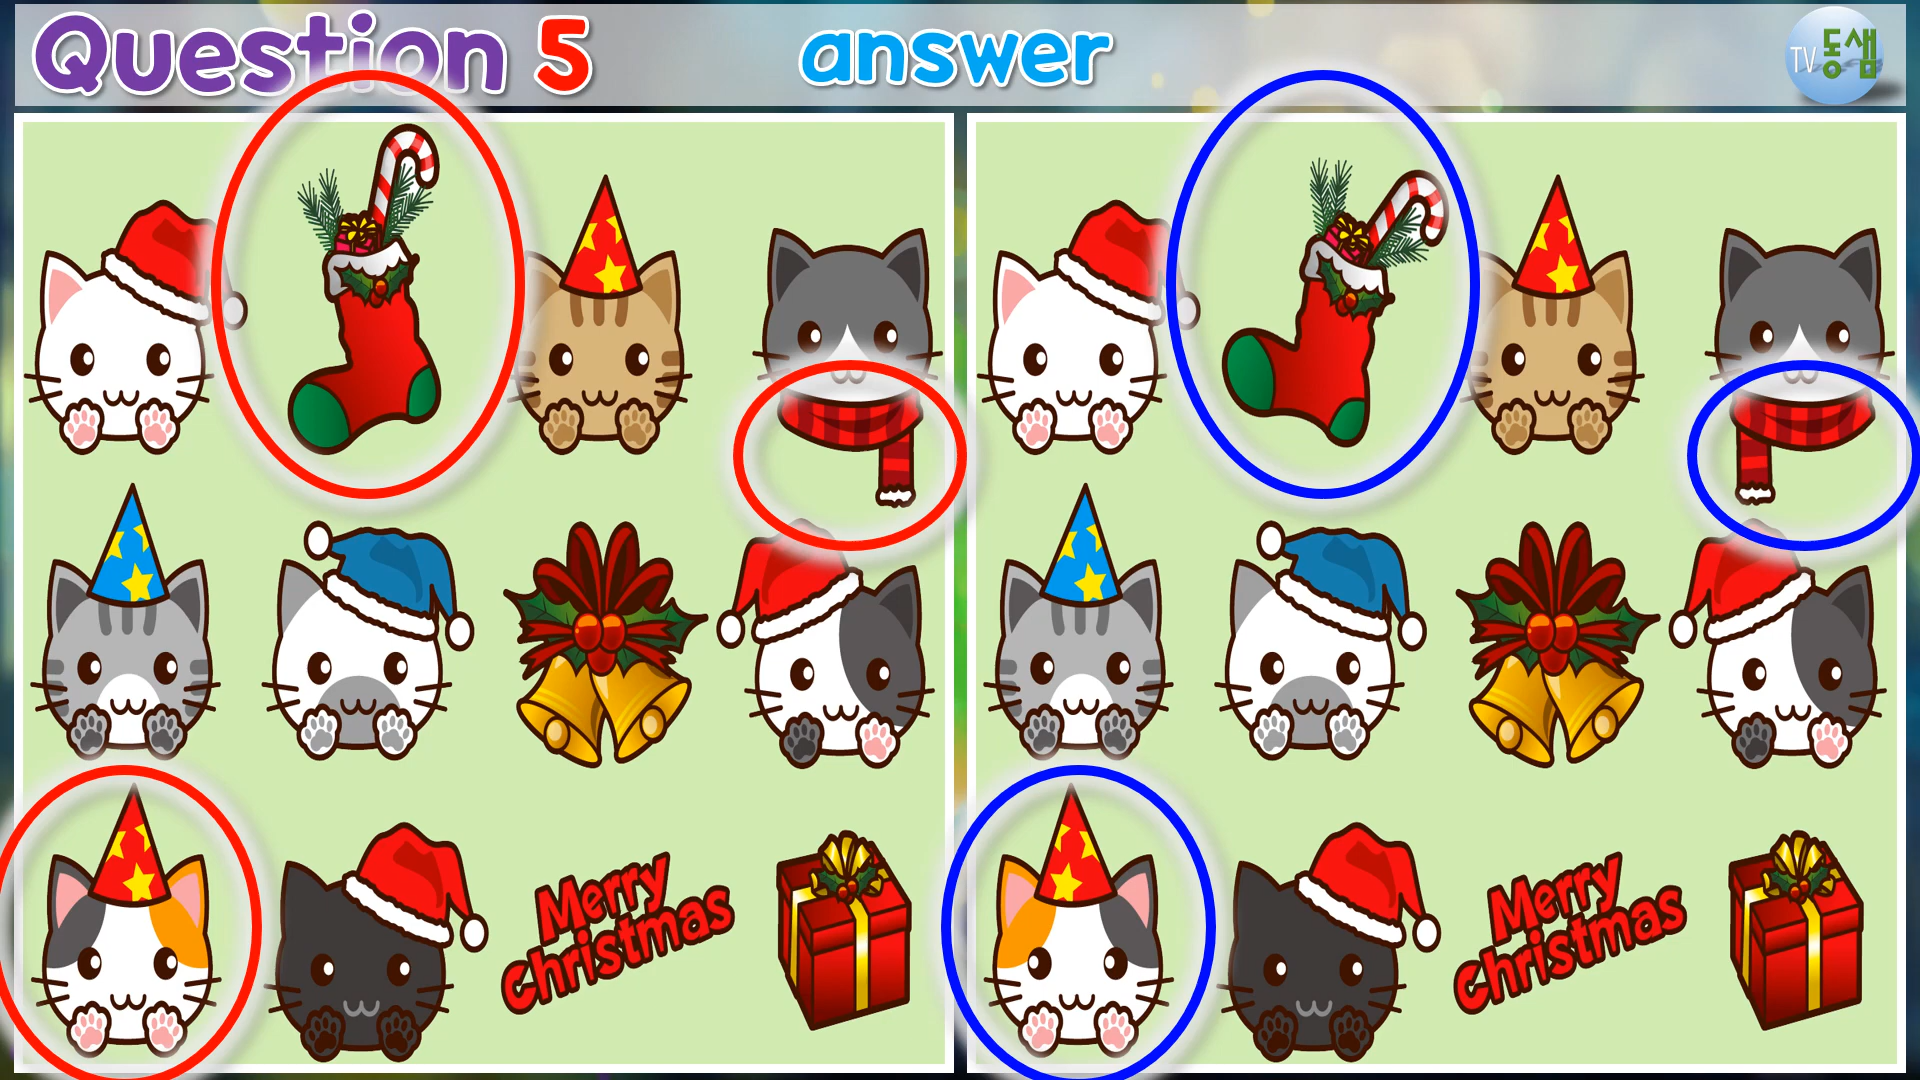 Question 5
answer
TV 동샘
Merry
Christmas
Merry
Christmas